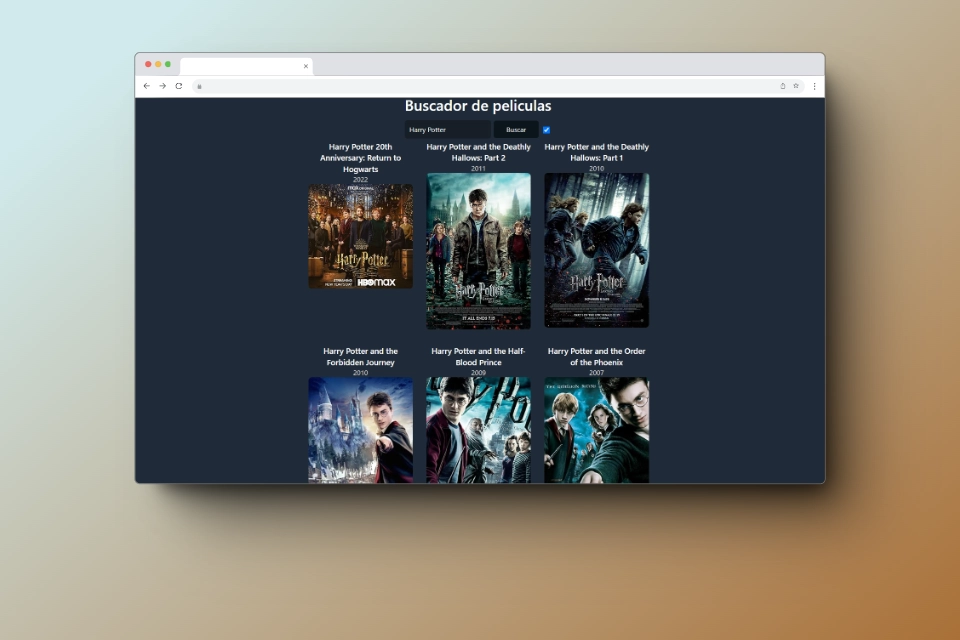 Buscador de peliculas
Harry Potter
Buscar
Harry Potter 20th
Anniversary: Return to
Hogwarts
2022
Harry Potter
HBOmax
Harry Potter and the Deathly
Hallows: Part 2
2011
Harry Potter
IT ALL ENDS 7.15
Harry Potter and the Deathly
Hallows: Part 1
2010
Harry Potter
Harry Potter and the
Forbidden Journey
2010
Harry Potter and the Half-
Blood Prince
2009
Harry Potter and the Order
of the Phoenix
2007